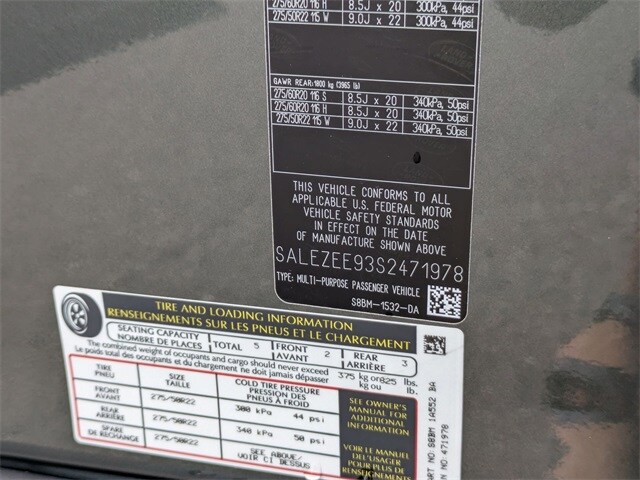 275/60R20 116 H 8.5J x 20 300kPa, 44psi
275/50R22 115 W 9.0J x 22 300kPa, 44psi
GAWR REAR:1800 kg (3965 lb)
275/60R20 116 S 8.5J x 20 340kPa, 50psi
275/60R20 116 H 8.5J x 20 340kPa, 50psi
275/50R22 115 W 9.0J x 22 340kPa, 50psi
THIS VEHICLE CONFORMS TO ALL
APPLICABLE U.S. FEDERAL MOTOR
VEHICLE SAFETY STANDARDS
IN EFFECT ON THE DATE
OF MANUFACTURE SHOWN ABOVE
SALEZEE93S2471978
TYPE: MULTI-PURPOSE PASSENGER VEHICLE
S8BM-1532-DA
TIRE AND LOADING INFORMATION
RENSEIGNEMENTS SUR LES PNEUS ET LE CHARGEMENT
SEATING CAPACITY
NOMBRE DE PLACES
TOTAL 5
FRONT
AVANT 2
REAR
ARRIÈRE 3
The combined weight of occupants and cargo should never exceed
Le poids total des occupants et du chargement ne doit jamais dépasser
375 kg or 825 lbs.
kg ou lb.
TIRE
PNEU
SIZE
TAILLE
COLD TIRE PRESSURE
PRESSION DES
PNEUS À FROID
FRONT
AVANT
275/50R22
300 kPa 44 psi
REAR
ARRIÈRE
275/50R22
340 kPa 50 psi
SPARE
DE RECHANGE
275/50R22
SEE ABOVE/
VOIR CI DESSUS
SEE OWNER'S
MANUAL FOR
ADDITIONAL
INFORMATION
VOIR LE MANUEL
DE L'USAGER
POUR PLUS DE
RENSEIGNEMENTS
PART NO: S8BM 1A552 BA
471978